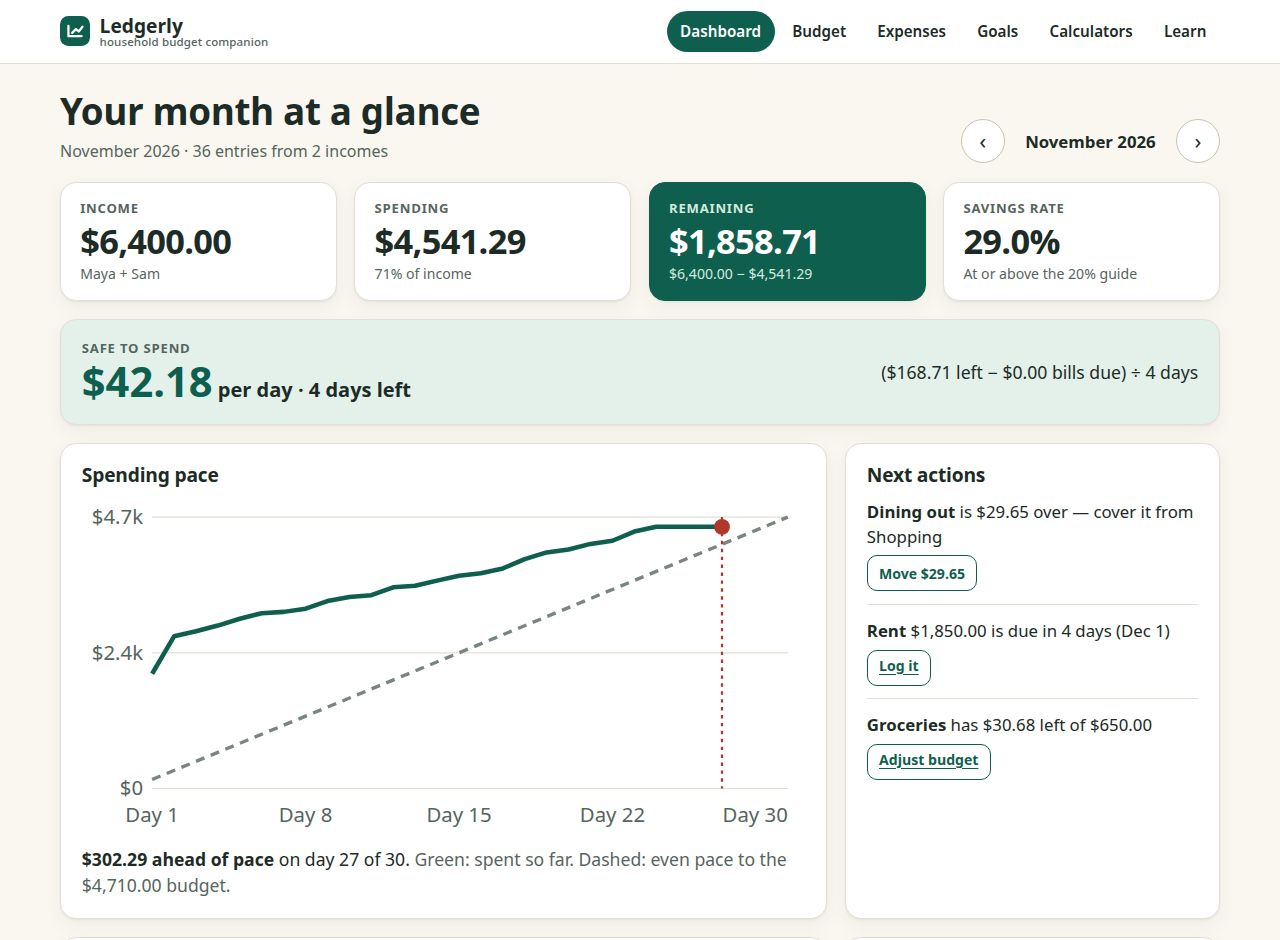 Ledgerly
household budget companion
Dashboard Budget Expenses Goals Calculators Learn
Your month at a glance
November 2026 · 36 entries from 2 incomes
‹ November 2026 ›
INCOME
$6,400.00
Maya + Sam
SPENDING
$4,541.29
71% of income
REMAINING
$1,858.71
$6,400.00 − $4,541.29
SAVINGS RATE
29.0%
At or above the 20% guide
SAFE TO SPEND
$42.18 per day · 4 days left
($168.71 left − $0.00 bills due) ÷ 4 days
Spending pace
$4.7k
$2.4k
$0
Day 1 Day 8 Day 15 Day 22 Day 30
$302.29 ahead of pace on day 27 of 30. Green: spent so far. Dashed: even pace to the
$4,710.00 budget.
Next actions
Dining out is $29.65 over — cover it from
Shopping
Move $29.65
Rent $1,850.00 is due in 4 days (Dec 1)
Log it
Groceries has $30.68 left of $650.00
Adjust budget